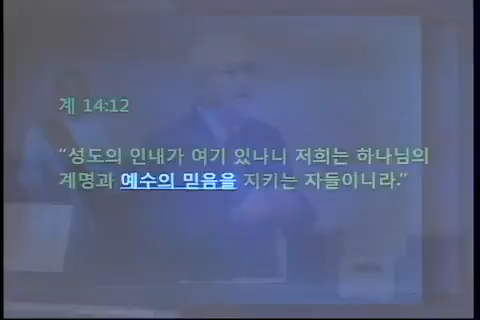 계 14:12
“성도의 인내가 여기 있나니 저희는 하나님의
계명과 예수의 믿음을 지키는 자들이니라.”